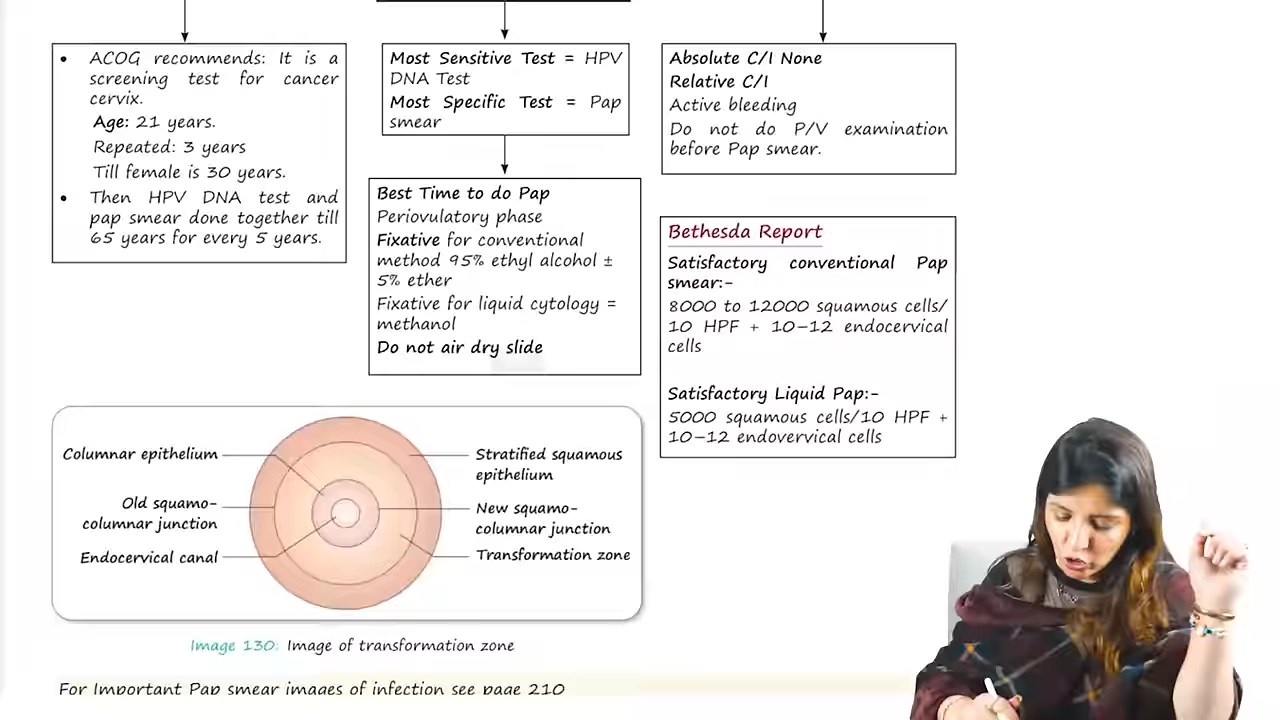 • ACOG recommends: It is a
screening test for cancer
cervix.
Age: 21 years.
Repeated: 3 years
Till female is 30 years.
• Then HPV DNA test and
pap smear done together till
65 years for every 5 years.
Most Sensitive Test = HPV
DNA Test
Most Specific Test = Pap
smear
Best Time to do Pap
Periovulatory phase
Fixative for conventional
method 95% ethyl alcohol ±
5% ether
Fixative for liquid cytology =
methanol
Do not air dry slide
Absolute C/I None
Relative C/I
Active bleeding
Do not do P/V examination
before Pap smear.
Bethesda Report
Satisfactory conventional Pap
smear:-
8000 to 12000 squamous cells/
10 HPF + 10–12 endocervical
cells
Satisfactory Liquid Pap:-
5000 squamous cells/10 HPF +
10–12 endovervical cells
Columnar epithelium
Old squamo-
columnar junction
Endocervical canal
Stratified squamous
epithelium
New squamo-
columnar junction
Transformation zone
Image 130: Image of transformation zone
For Important Pap smear images of infection see page 210